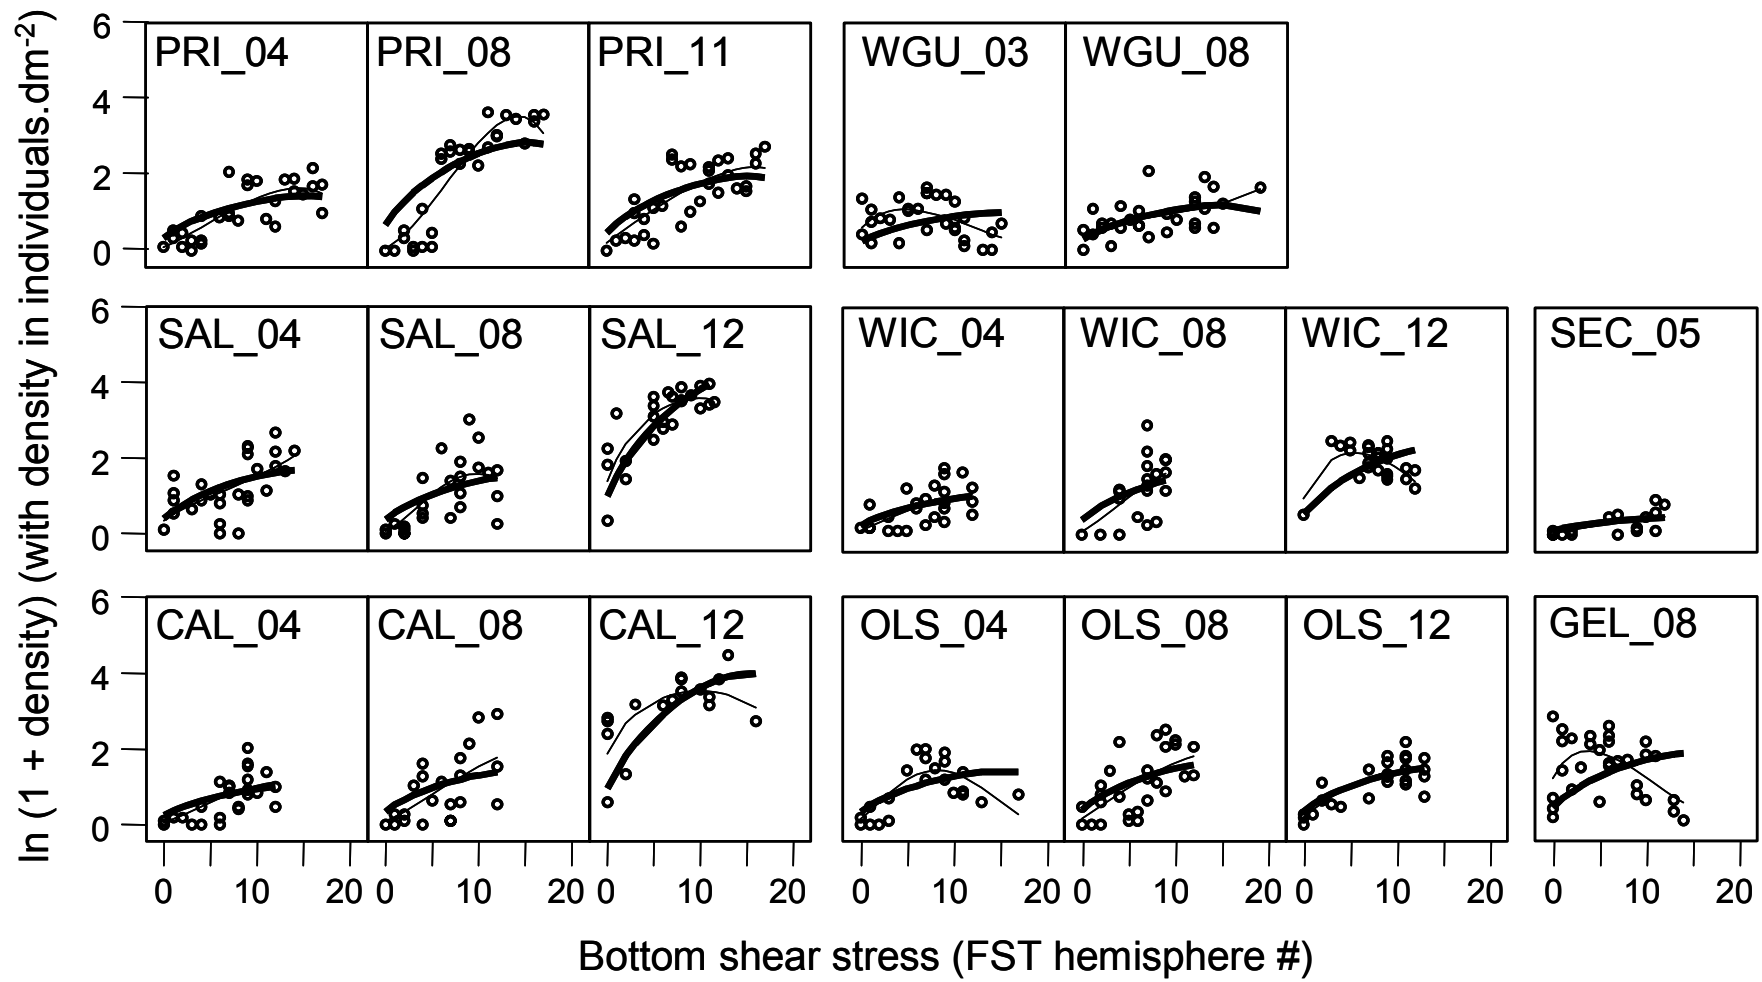 ln (1 + density) (with density in individuals.dm-2)
6 PRI_04 PRI_08 PRI_11 WGU_03 WGU_08
4
2
0
6 SAL_04 SAL_08 SAL_12 WIC_04 WIC_08 WIC_12 SEC_05
4
2
0
6 CAL_04 CAL_08 CAL_12 OLS_04 OLS_08 OLS_12 GEL_08
4
2
0
0 10 20 0 10 20 0 10 20 0 10 20 0 10 20 0 10 20 0 10 20
Bottom shear stress (FST hemisphere #)